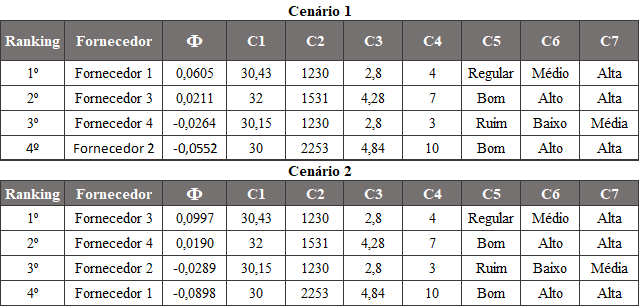 Cenário 1
Ranking Fornecedor Φ C1 C2 C3 C4 C5 C6 C7
1º Fornecedor 1 0,0605 30,43 1230 2,8 4 Regular Médio Alta
2º Fornecedor 3 0,0211 32 1531 4,28 7 Bom Alto Alta
3º Fornecedor 4 -0,0264 30,15 1230 2,8 3 Ruim Baixo Média
4º Fornecedor 2 -0,0552 30 2253 4,84 10 Bom Alto Alta
Cenário 2
Ranking Fornecedor Φ C1 C2 C3 C4 C5 C6 C7
1º Fornecedor 3 0,0997 30,43 1230 2,8 4 Regular Médio Alta
2º Fornecedor 4 0,0190 32 1531 4,28 7 Bom Alto Alta
3º Fornecedor 2 -0,0289 30,15 1230 2,8 3 Ruim Baixo Média
4º Fornecedor 1 -0,0898 30 2253 4,84 10 Bom Alto Alta